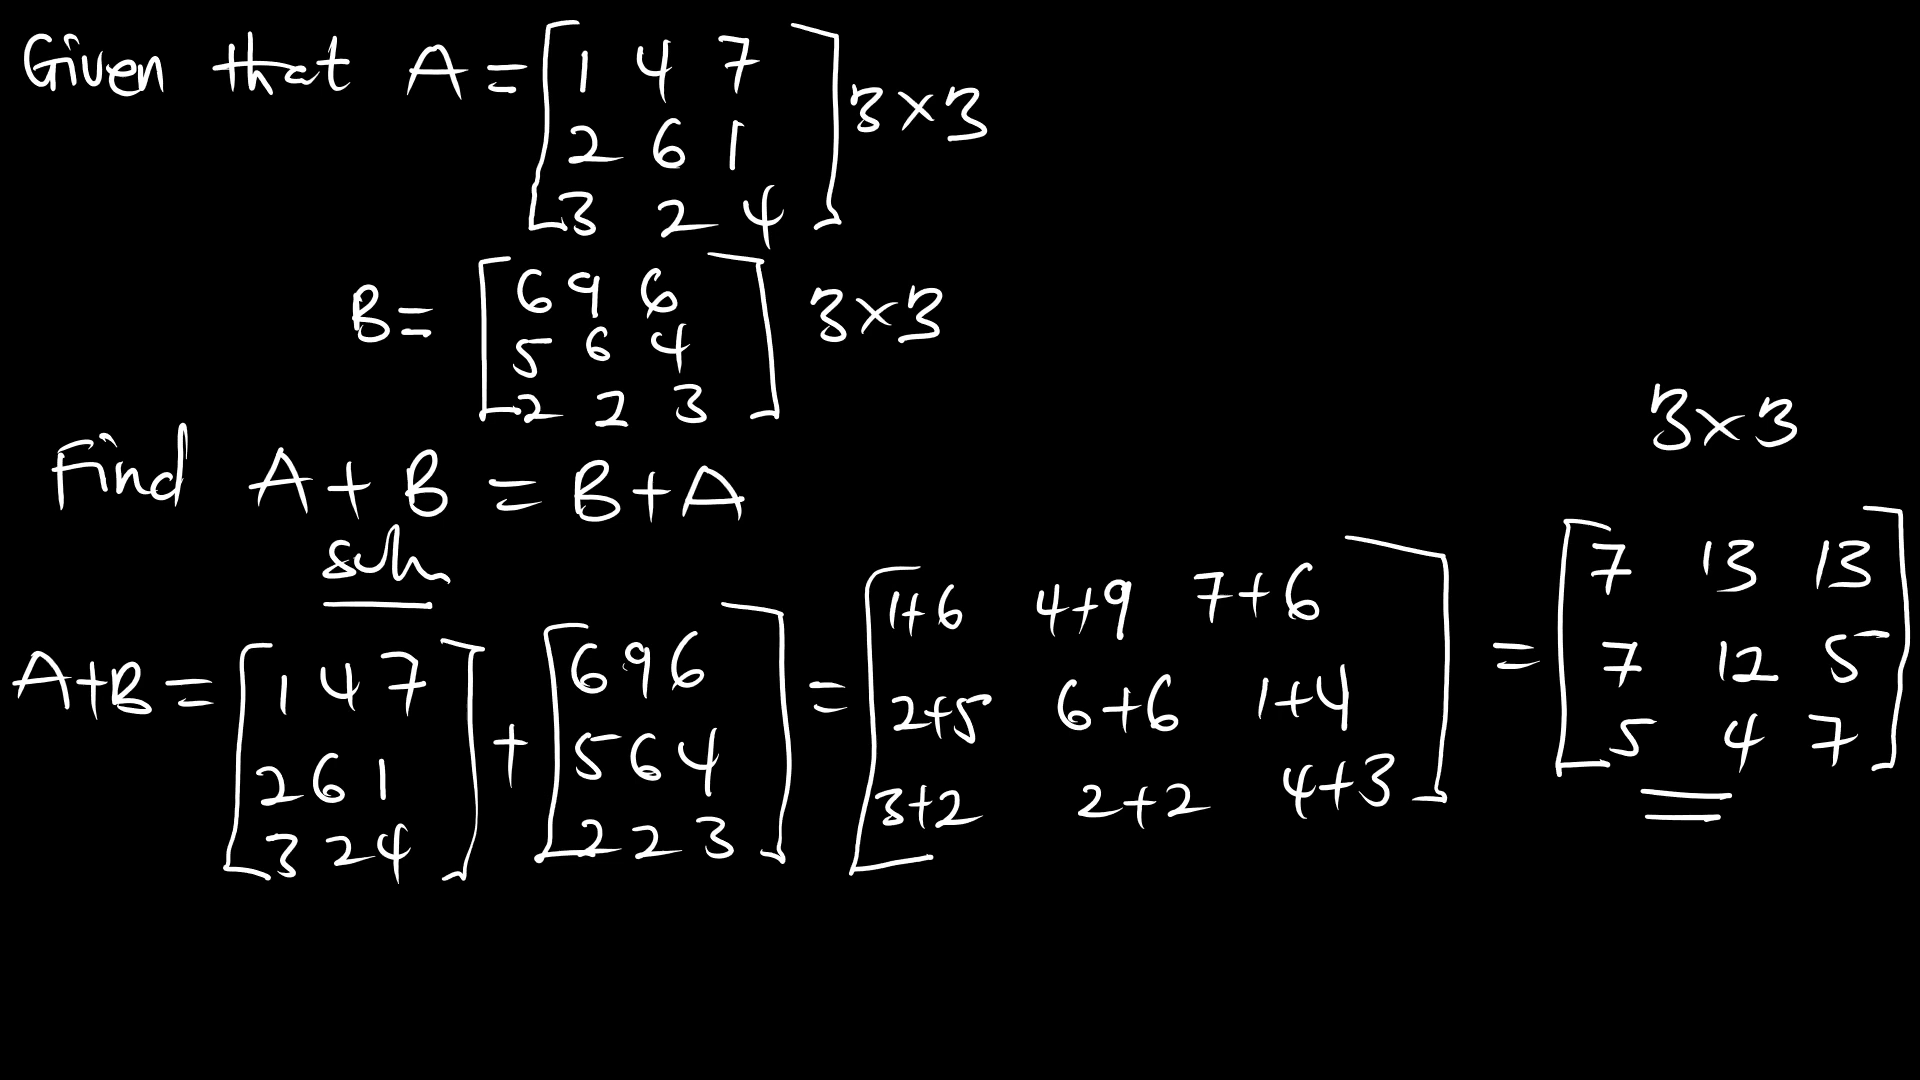 Given that A = [1 4 7
2 6 1
3 2 4] 3×3
B = [6 9 6
5 6 4
2 2 3] 3×3
Find A + B = B + A
soln
3×3
A+B = [1 4 7 + [6 9 6 = [1+6 4+9 7+6 = [7 13 13
2 6 1 5 6 4 2+5 6+6 1+4 7 12 5
3 2 4] 2 2 3] 3+2 2+2 4+3] 5 4 7]